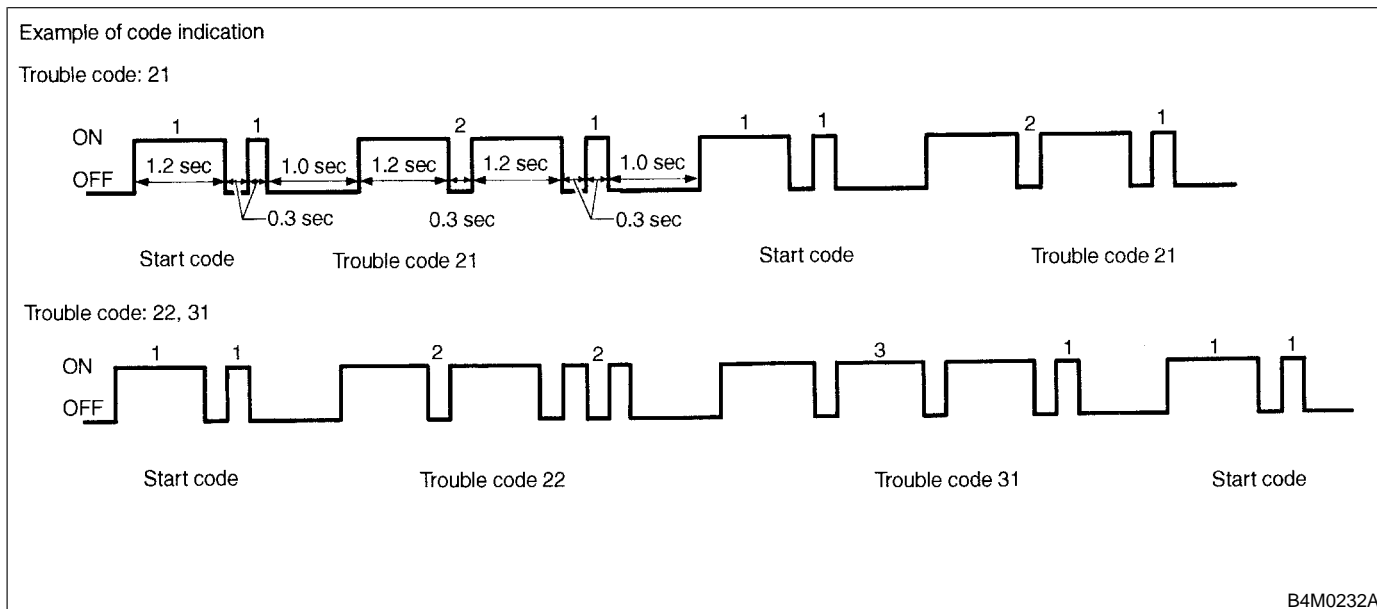 Example of code indication
Trouble code: 21
1 1 2 1 1 1 2 1
ON
1.2 sec 1.0 sec 1.2 sec 1.2 sec 1.0 sec
OFF
0.3 sec 0.3 sec 0.3 sec
Start code Trouble code 21 Start code Trouble code 21
Trouble code: 22, 31
1 1 2 2 3 1 1 1
ON
OFF
Start code Trouble code 22 Trouble code 31 Start code
B4M0232A